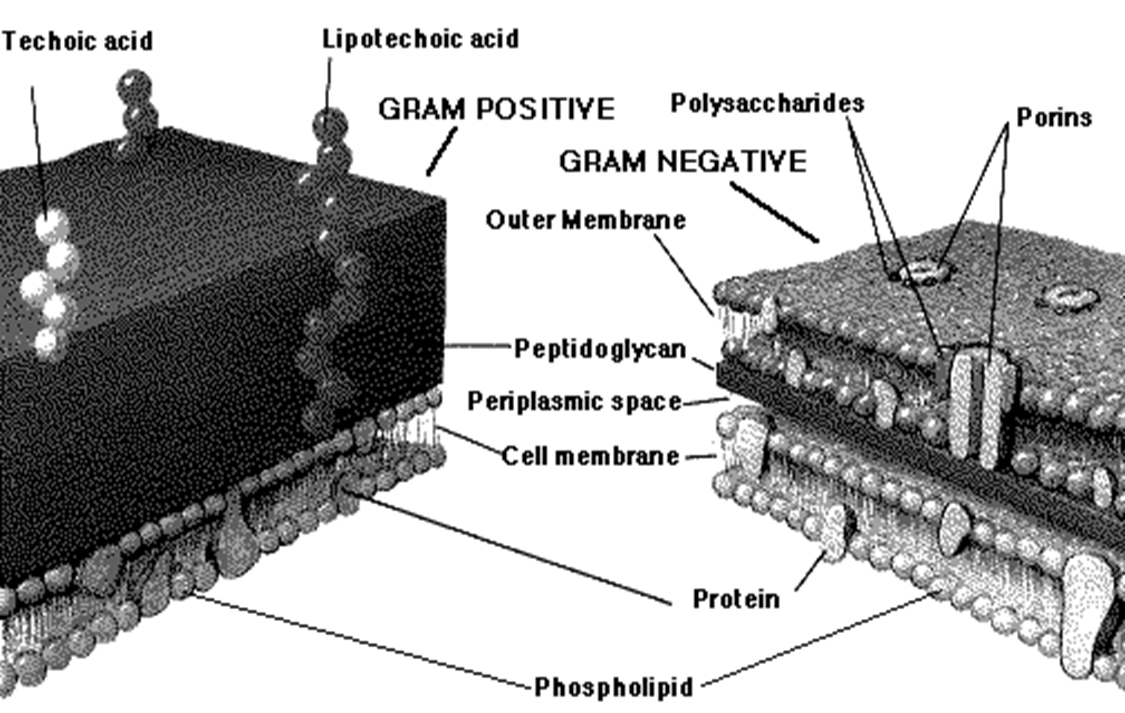 Techoic acid
Lipotechoic acid
GRAM POSITIVE
Polysaccharides
Porins
GRAM NEGATIVE
Outer Membrane
Peptidoglycan
Periplasmic space
Cell membrane
Protein
Phospholipid